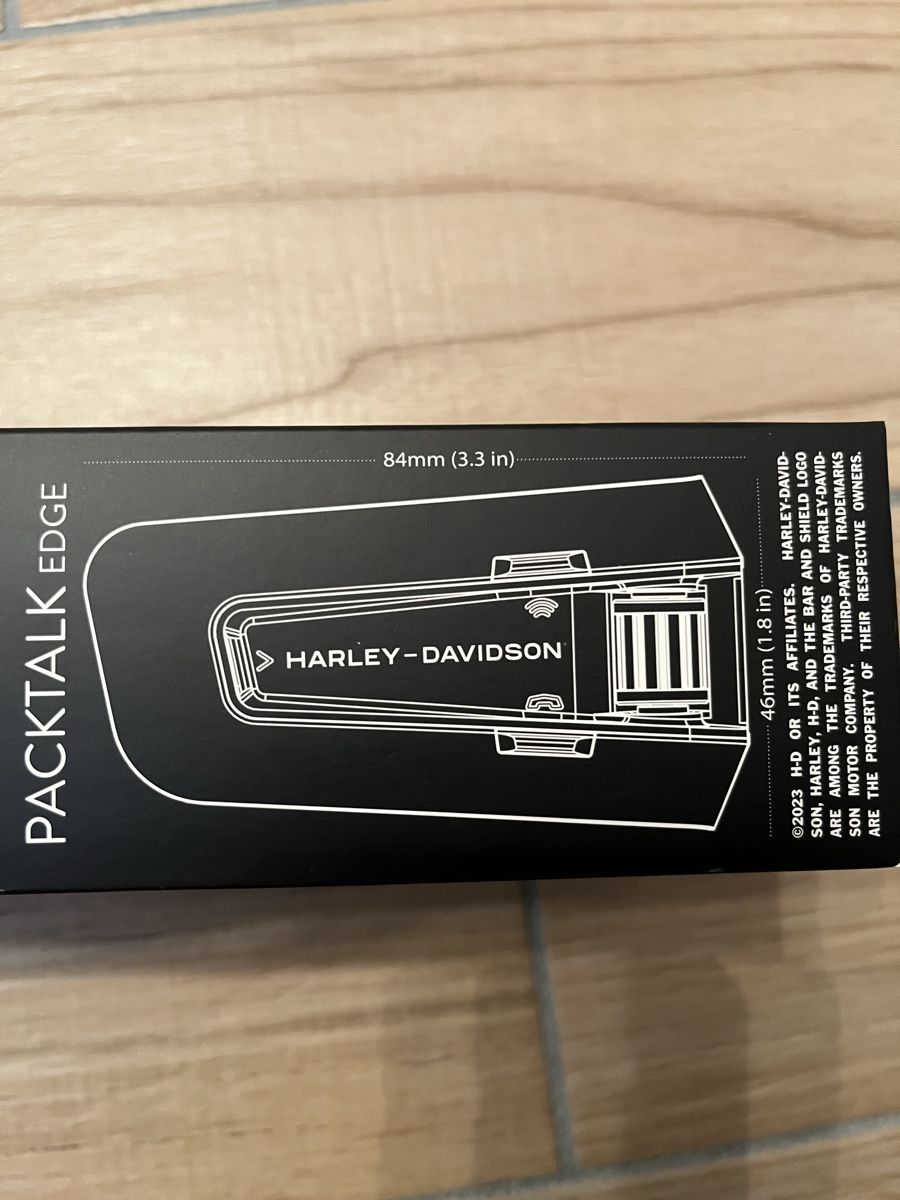 PACKTALK EDGE
84mm (3.3 in)
HARLEY-DAVIDSON
46mm (1.8 in)
©2023 H-D OR ITS AFFILIATES. HARLEY-DAVID-
SON, HARLEY, H-D, AND THE BAR AND SHIELD LOGO
ARE AMONG THE TRADEMARKS OF HARLEY-DAVID-
SON MOTOR COMPANY. THIRD-PARTY TRADEMARKS
ARE THE PROPERTY OF THEIR RESPECTIVE OWNERS.